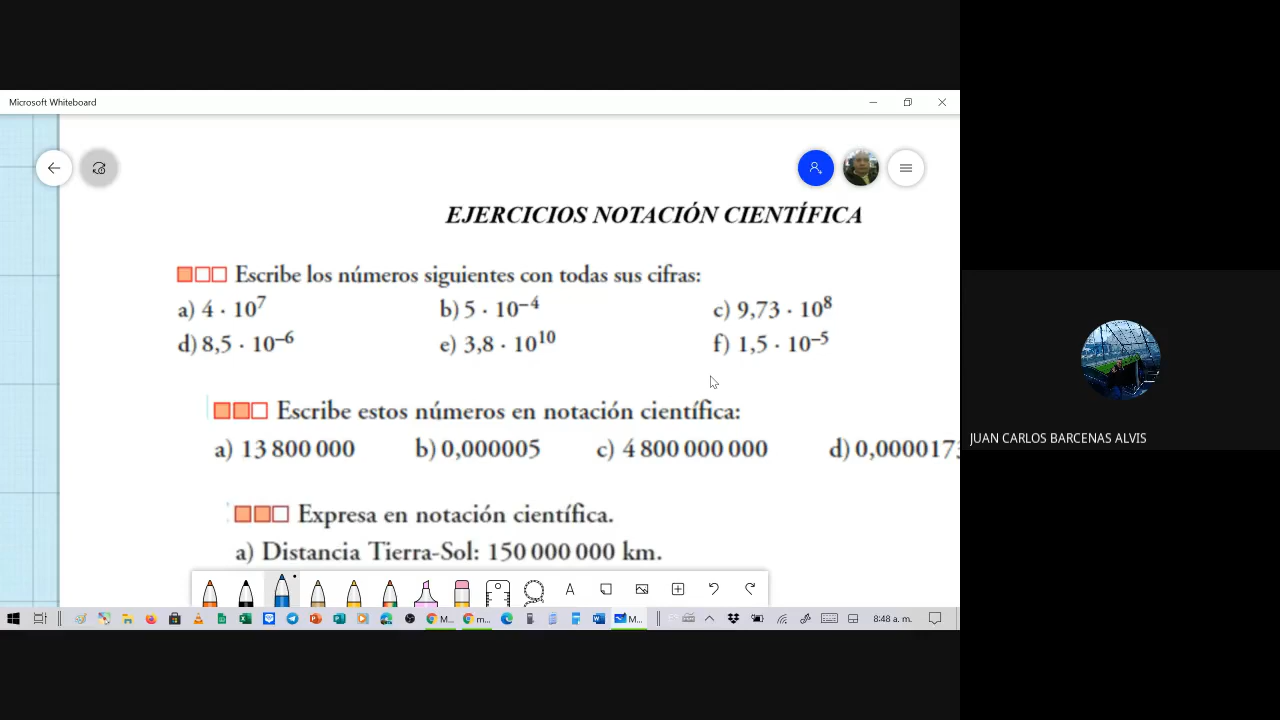 Microsoft Whiteboard
EJERCICIOS NOTACIÓN CIENTÍFICA
Escribe los números siguientes con todas sus cifras:
a) 4 · 10⁷ b) 5 · 10⁻⁴ c) 9,73 · 10⁸
d) 8,5 · 10⁻⁶ e) 3,8 · 10¹⁰ f) 1,5 · 10⁻⁵
Escribe estos números en notación científica:
a) 13 800 000 b) 0,000005 c) 4 800 000 000 d) 0,0000173
Expresa en notación científica.
a) Distancia Tierra-Sol: 150 000 000 km.
JUAN CARLOS BARCENAS ALVIS
M... m... M... 8:48 a. m.